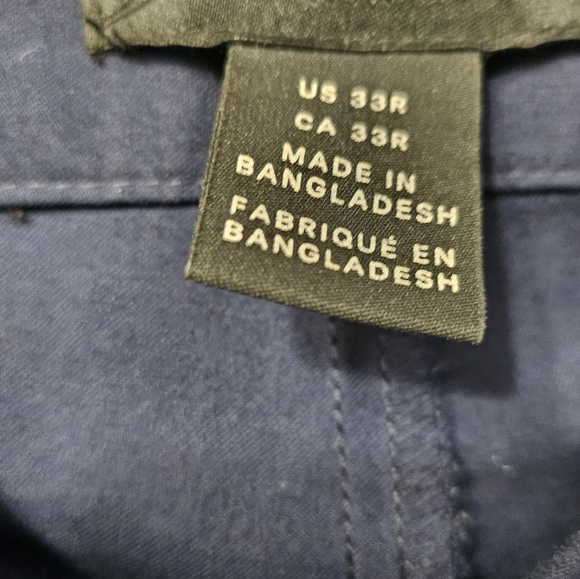 US 33R
CA 33R
MADE IN
BANGLADESH
FABRIQUÉ EN
BANGLADESH